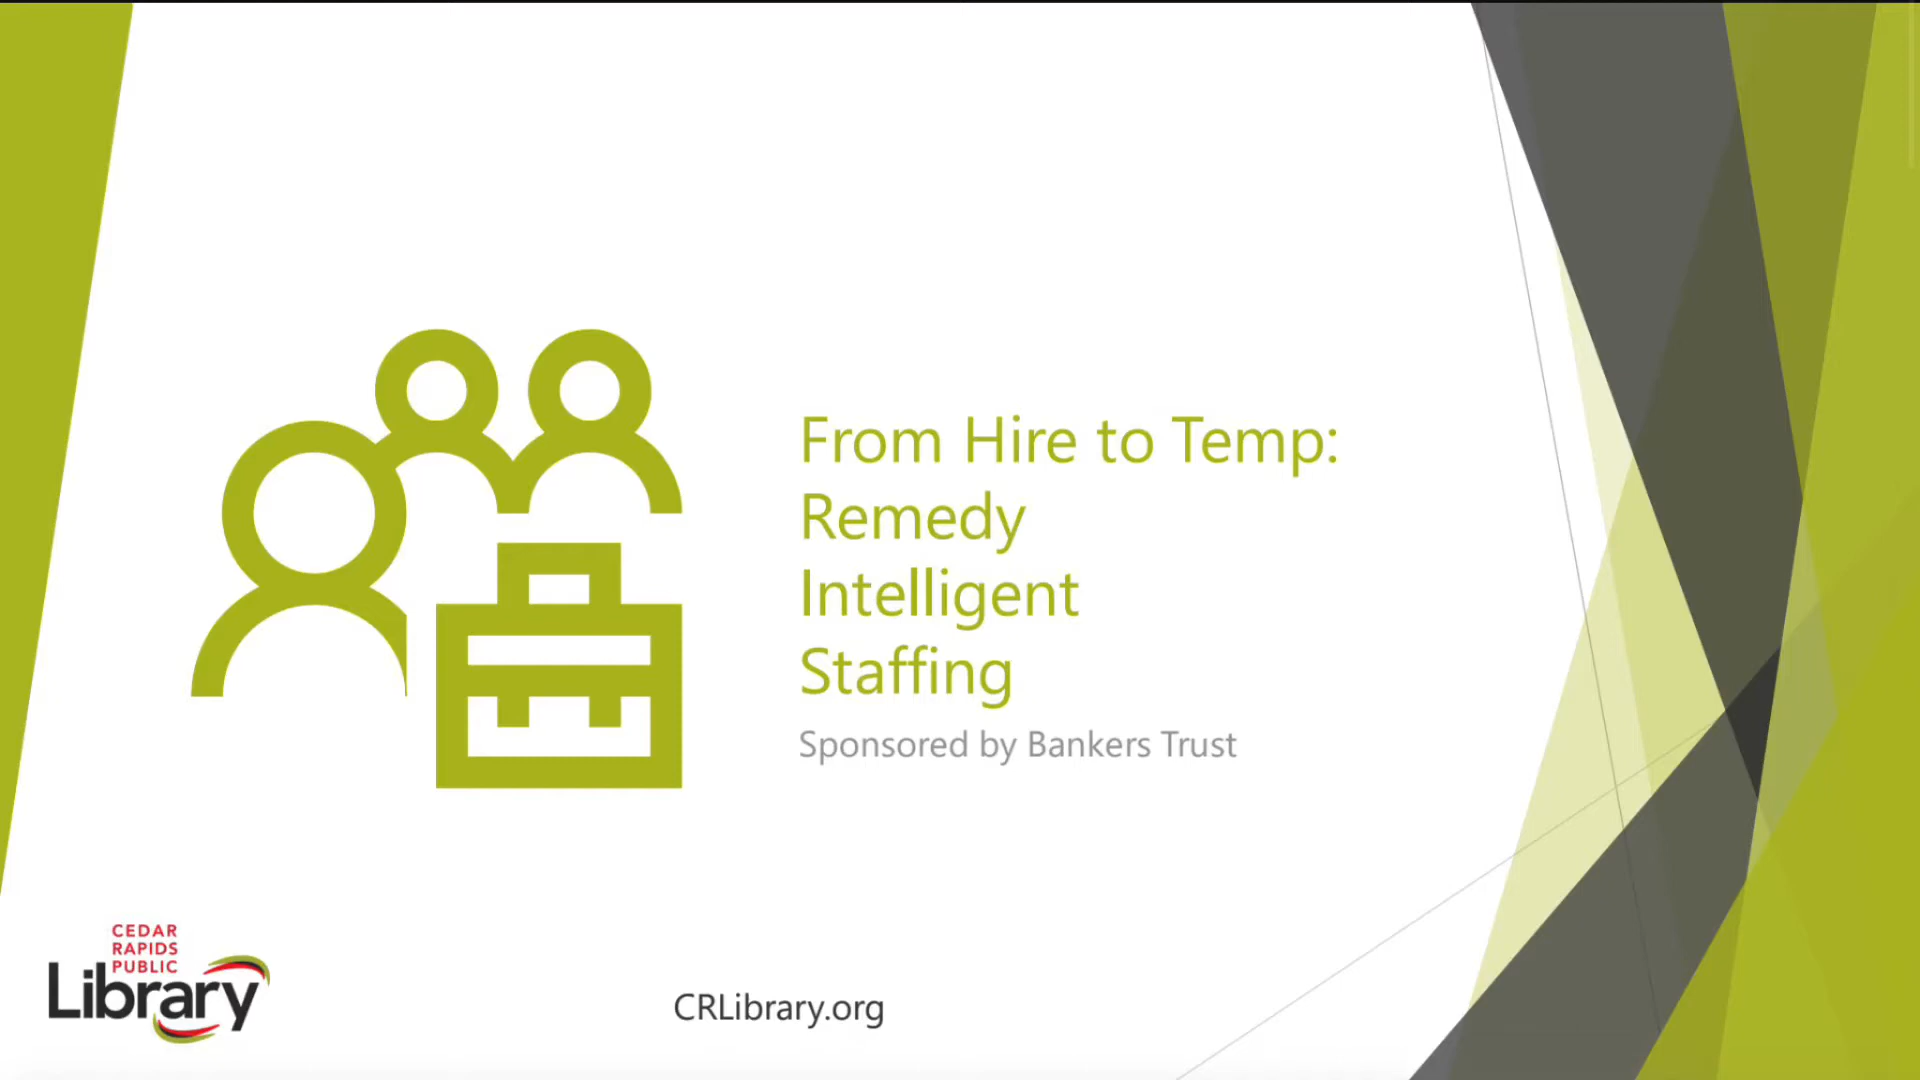 From Hire to Temp:
Remedy
Intelligent
Staffing
Sponsored by Bankers Trust
CEDAR
RAPIDS
PUBLIC
Library
CRLibrary.org